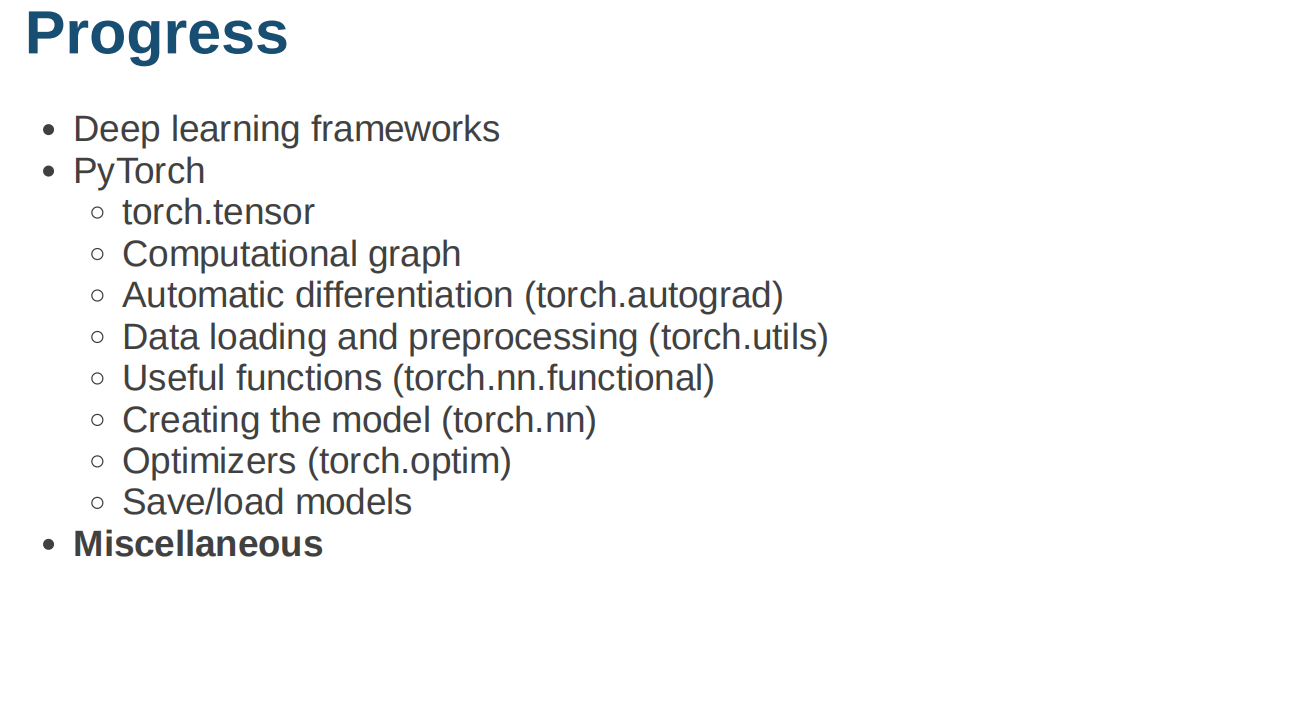 Progress
Deep learning frameworks
PyTorch
torch.tensor
Computational graph
Automatic differentiation (torch.autograd)
Data loading and preprocessing (torch.utils)
Useful functions (torch.nn.functional)
Creating the model (torch.nn)
Optimizers (torch.optim)
Save/load models
Miscellaneous